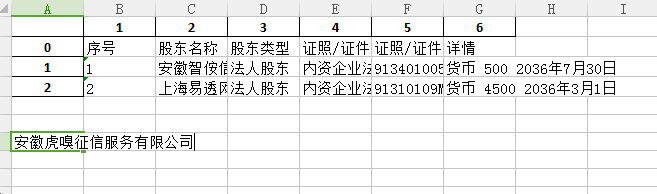 A B C D E F G H I
1 2 3 4 5 6
0 序号 股东名称 股东类型 证照/证件 证照/证件 详情
1 1 安徽智侒信 法人股东 内资企业法 913401005 货币 500 2036年7月30日
2 2 上海易透网 法人股东 内资企业法 91310109M 货币 4500 2036年3月1日
安徽虎嗅征信服务有限公司